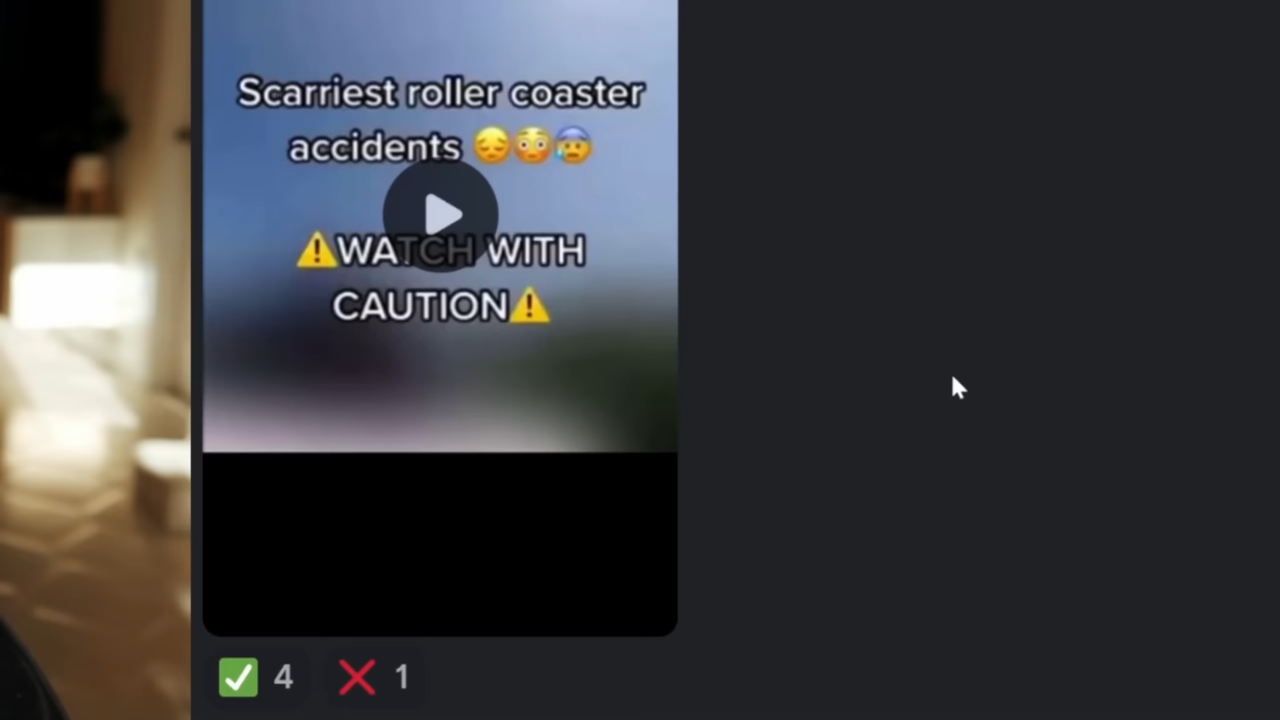 Scarriest roller coaster
accidents 😔😳😰
⚠️WATCH WITH
CAUTION⚠️
✅ 4 ❌ 1